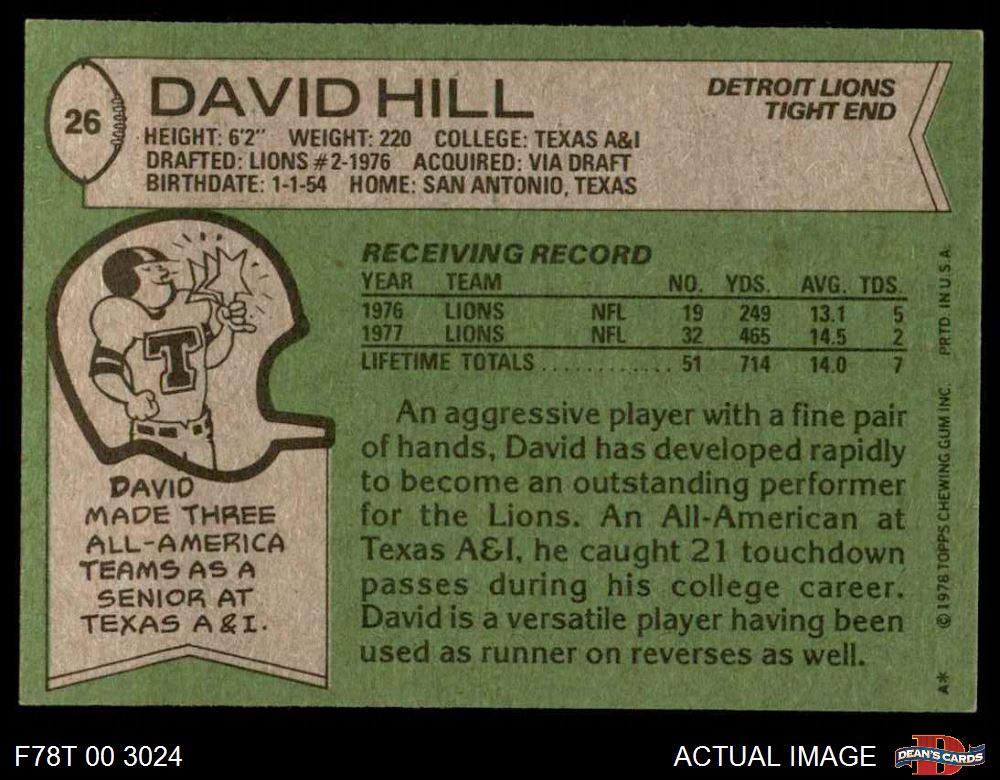 26
DAVID HILL
DETROIT LIONS
TIGHT END
HEIGHT: 6'2" WEIGHT: 220 COLLEGE: TEXAS A&I
DRAFTED: LIONS #2-1976 ACQUIRED: VIA DRAFT
BIRTHDATE: 1-1-54 HOME: SAN ANTONIO, TEXAS
T
DAVID
MADE THREE
ALL-AMERICA
TEAMS AS A
SENIOR AT
TEXAS A&I.
RECEIVING RECORD
YEAR TEAM NO. YDS. AVG. TDS.
1976 LIONS NFL 19 249 13.1 5
1977 LIONS NFL 32 465 14.5 2
LIFETIME TOTALS ............ 51 714 14.0 7
An aggressive player with a fine pair
of hands, David has developed rapidly
to become an outstanding performer
for the Lions. An All-American at
Texas A&I, he caught 21 touchdown
passes during his college career.
David is a versatile player having been
used as runner on reverses as well.
A* © 1978 TOPPS CHEWING GUM INC. PRTD. IN U.S.A.
F78T 00 3024
ACTUAL IMAGE
D
DEAN'S CARDS